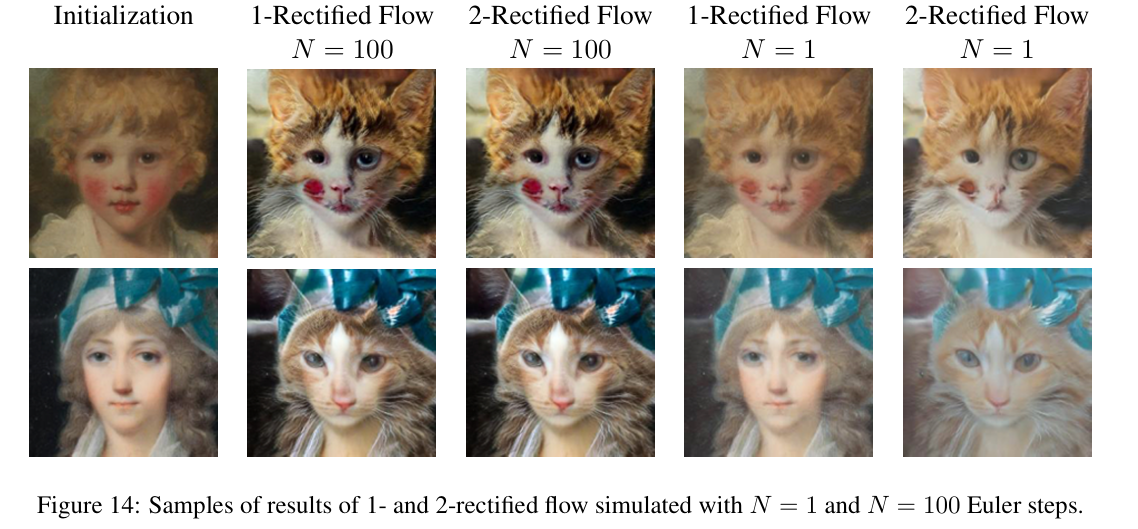 Initialization
1-Rectified Flow
N = 100
2-Rectified Flow
N = 100
1-Rectified Flow
N = 1
2-Rectified Flow
N = 1
Figure 14: Samples of results of 1- and 2-rectified flow simulated with N = 1 and N = 100 Euler steps.